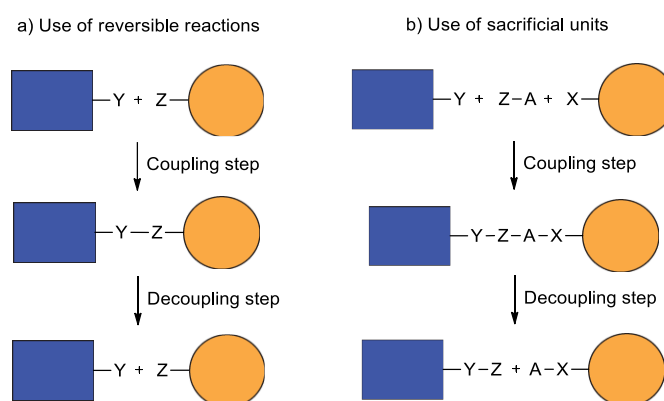 a) Use of reversible reactions
Y + Z
Coupling step
Y—Z
Decoupling step
Y + Z
b) Use of sacrificial units
Y + Z–A + X
Coupling step
Y–Z–A–X
Decoupling step
Y–Z + A–X